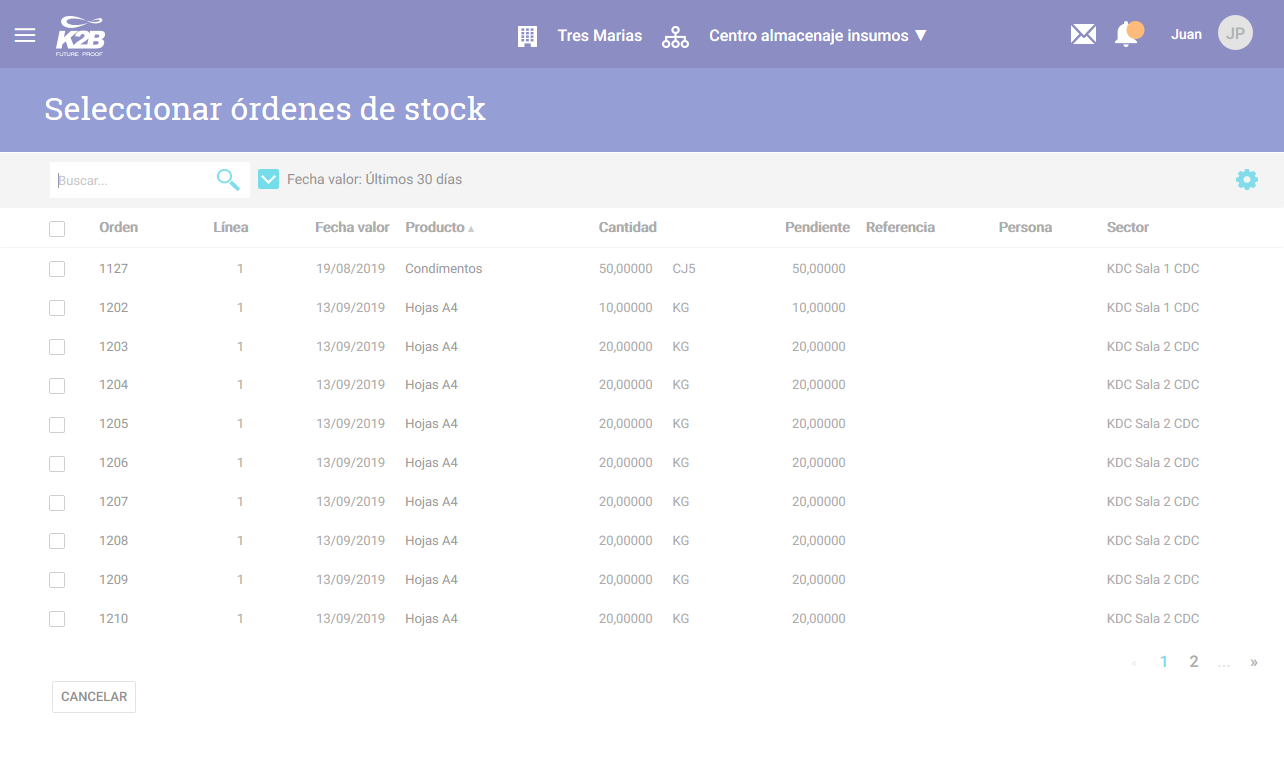 K2B
FUTURE PROOF
Tres Marias
Centro almacenaje insumos ▼
Juan
JP
Seleccionar órdenes de stock
Buscar...
Fecha valor: Últimos 30 días
Orden Línea Fecha valor Producto ▲ Cantidad Pendiente Referencia Persona Sector
1127 1 19/08/2019 Condimentos 50,00000 CJ5 50,00000 KDC Sala 1 CDC
1202 1 13/09/2019 Hojas A4 10,00000 KG 10,00000 KDC Sala 1 CDC
1203 1 13/09/2019 Hojas A4 20,00000 KG 20,00000 KDC Sala 2 CDC
1204 1 13/09/2019 Hojas A4 20,00000 KG 20,00000 KDC Sala 2 CDC
1205 1 13/09/2019 Hojas A4 20,00000 KG 20,00000 KDC Sala 2 CDC
1206 1 13/09/2019 Hojas A4 20,00000 KG 20,00000 KDC Sala 2 CDC
1207 1 13/09/2019 Hojas A4 20,00000 KG 20,00000 KDC Sala 2 CDC
1208 1 13/09/2019 Hojas A4 20,00000 KG 20,00000 KDC Sala 2 CDC
1209 1 13/09/2019 Hojas A4 20,00000 KG 20,00000 KDC Sala 2 CDC
1210 1 13/09/2019 Hojas A4 20,00000 KG 20,00000 KDC Sala 2 CDC
« 1 2 ... »
CANCELAR